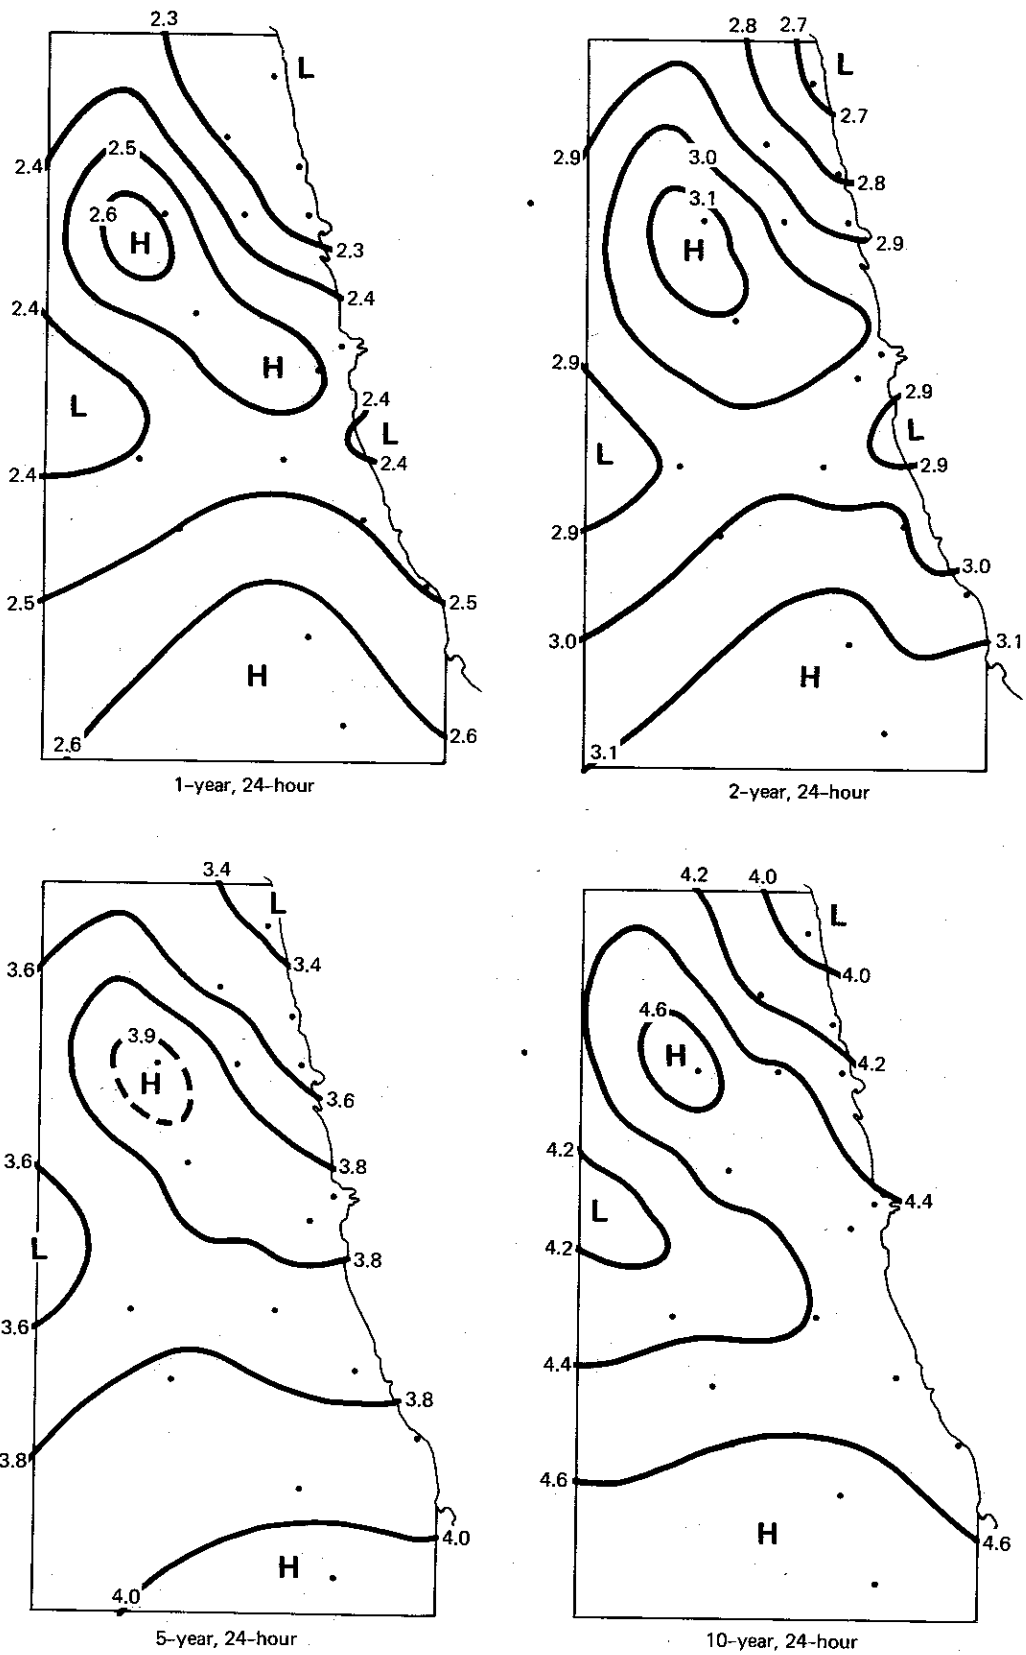 2.3
L
2.4
2.5
2.6
H
2.3
2.4
2.4
H
L
2.4
L
2.4
2.4
2.5
2.5
H
2.6
2.6
1-year, 24-hour
2.8 2.7
L
2.7
2.9
3.0
2.8
3.1
H
2.9
2.9
2.9
L
L
2.9
2.9
3.0
3.0
3.1
H
3.1
2-year, 24-hour
3.4
L
3.4
3.6
3.9
H
3.6
3.6
3.8
L
3.8
3.6
3.8
3.8
4.0
H
4.0
5-year, 24-hour
4.2 4.0
L
4.0
4.6
H
4.2
4.2
L
4.4
4.2
4.4
4.6
H
4.6
10-year, 24-hour